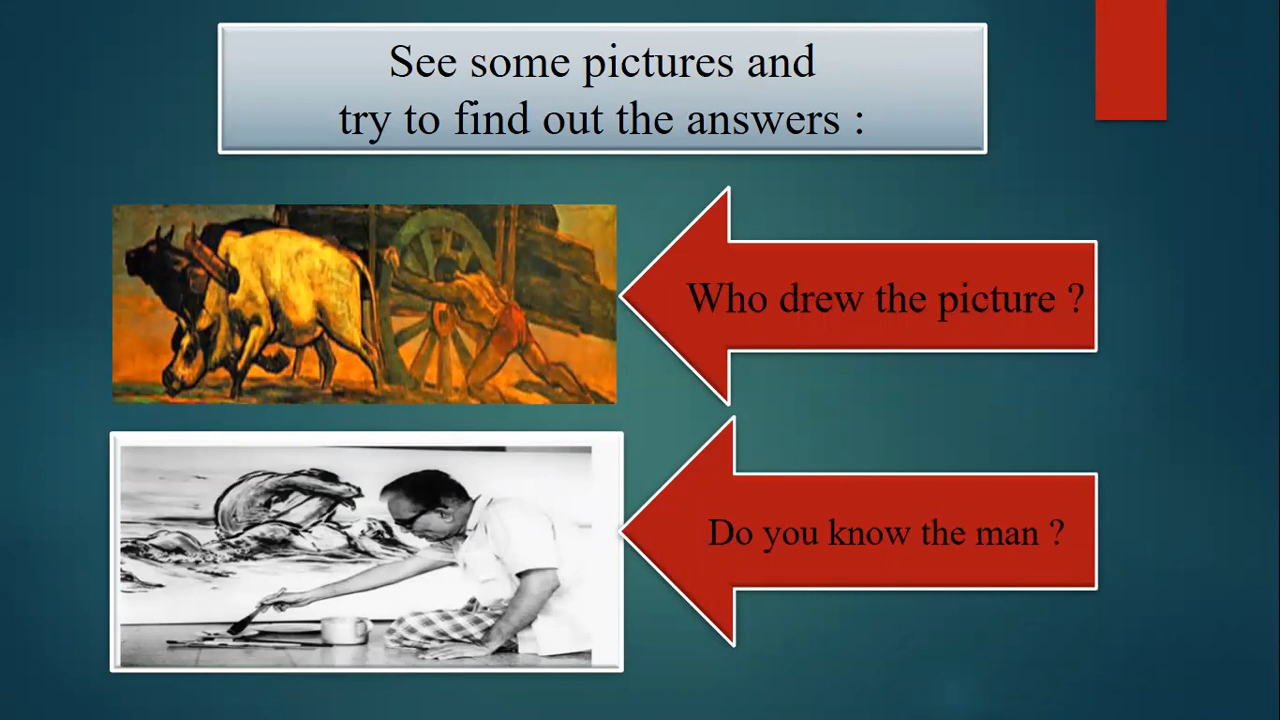 See some pictures and
try to find out the answers :
Who drew the picture ?
Do you know the man ?